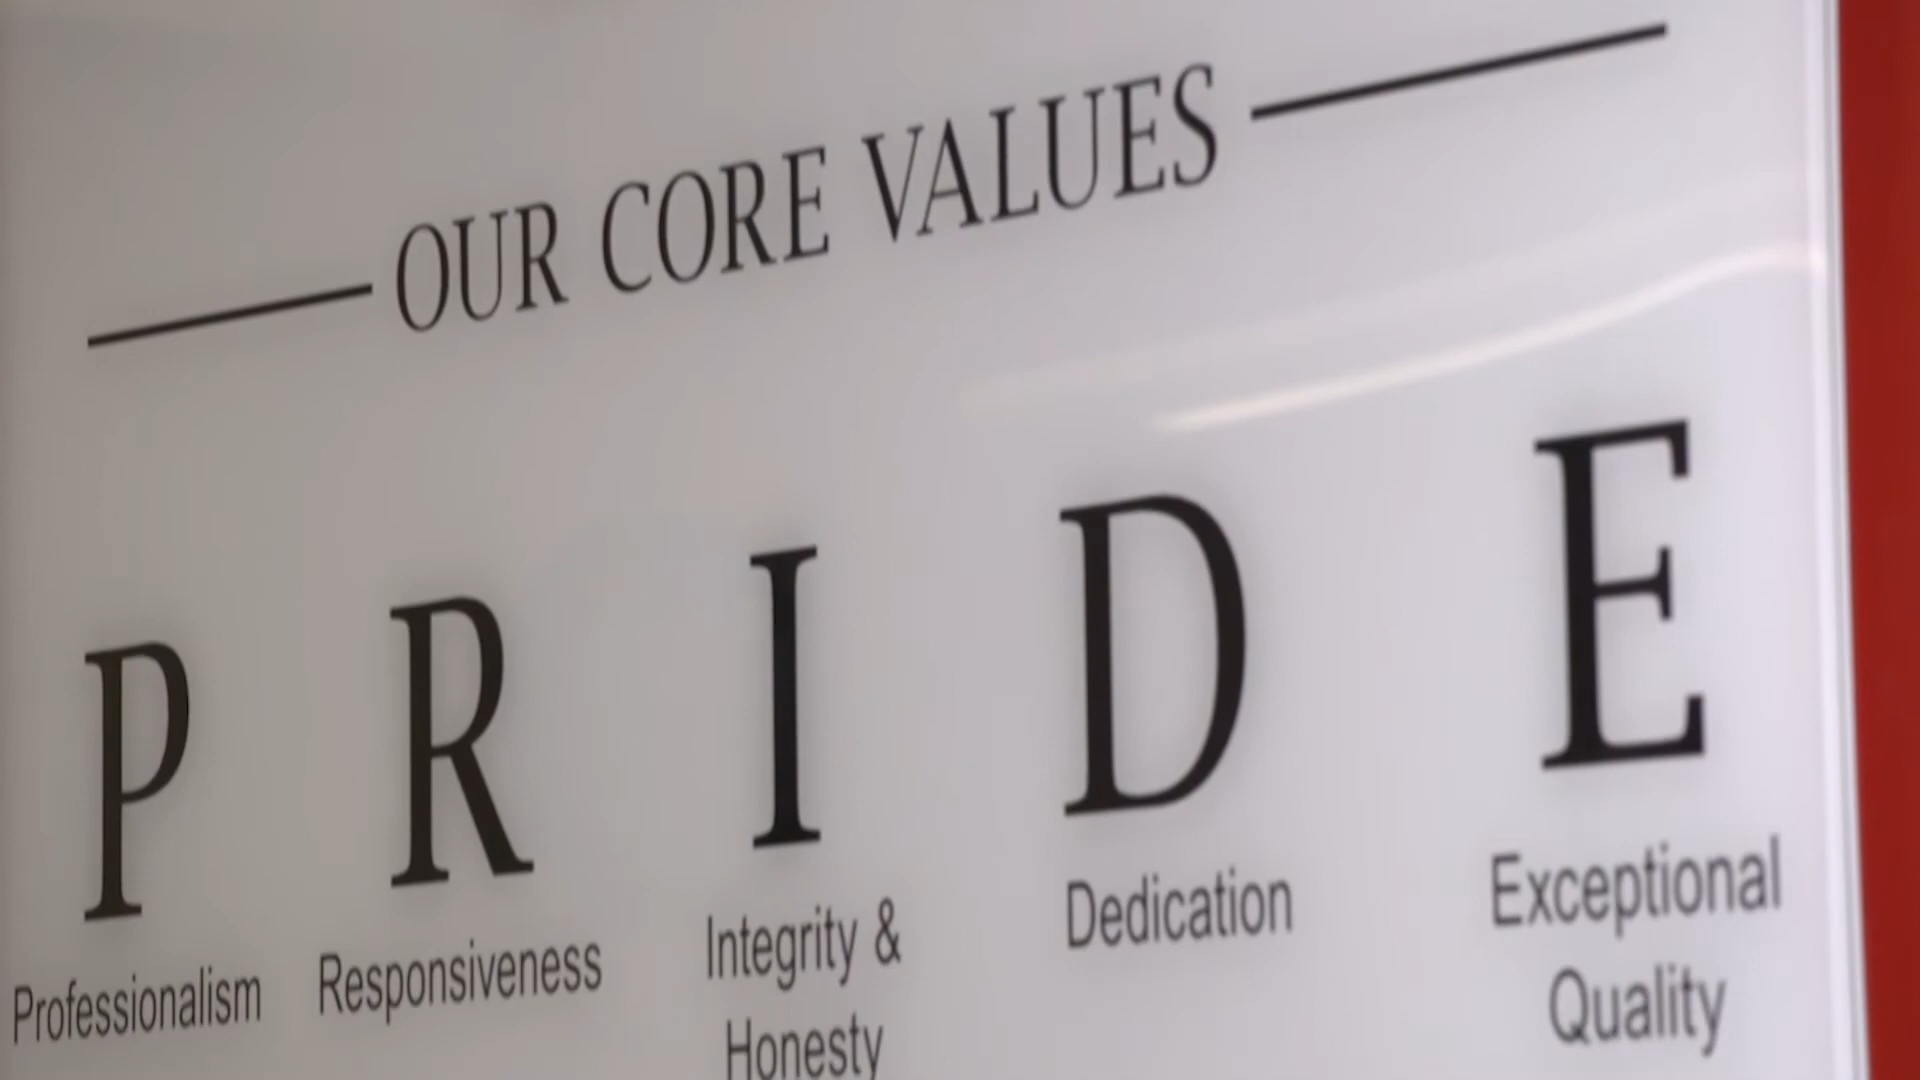 OUR CORE VALUES
P R I D E
Professionalism
Responsiveness
Integrity &
Honesty
Dedication
Exceptional
Quality